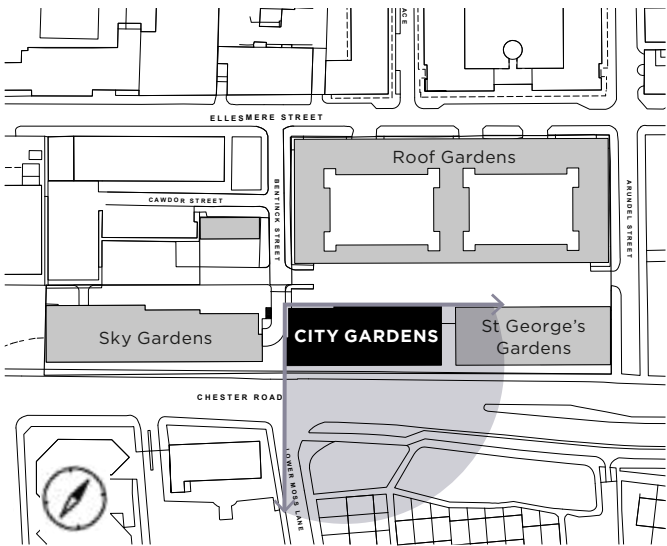 ACE
ELLESMERE STREET
Roof Gardens
CAWDOR STREET
BENTINCK STREET
ARUNDEL STREET
Sky Gardens
CITY GARDENS
St George's
Gardens
CHESTER ROAD
LOWER MOSS LANE